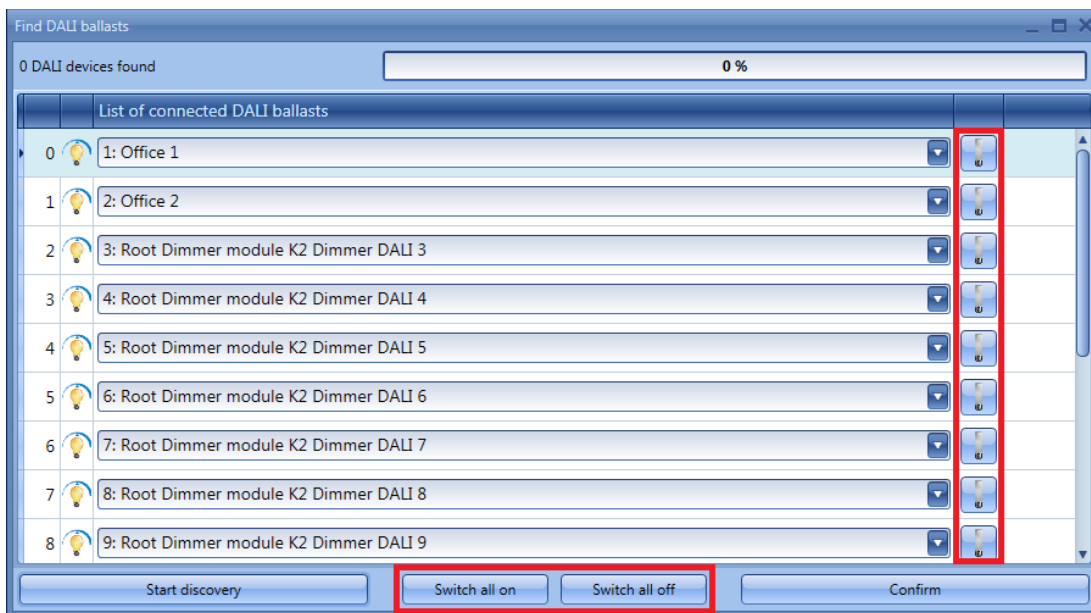 Find DALI ballasts
0 DALI devices found
0 %
List of connected DALI ballasts
0 1: Office 1
1 2: Office 2
2 3: Root Dimmer module K2 Dimmer DALI 3
3 4: Root Dimmer module K2 Dimmer DALI 4
4 5: Root Dimmer module K2 Dimmer DALI 5
5 6: Root Dimmer module K2 Dimmer DALI 6
6 7: Root Dimmer module K2 Dimmer DALI 7
7 8: Root Dimmer module K2 Dimmer DALI 8
8 9: Root Dimmer module K2 Dimmer DALI 9
Start discovery Switch all on Switch all off Confirm